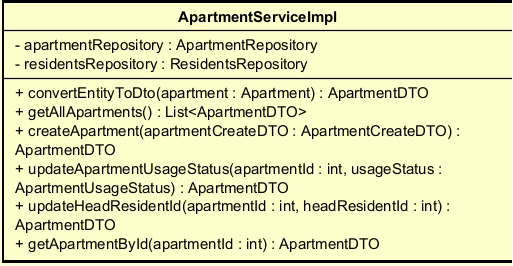 ApartmentServiceImpl
- apartmentRepository : ApartmentRepository
- residentsRepository : ResidentsRepository
+ convertEntityToDto(apartment : Apartment) : ApartmentDTO
+ getAllApartments() : List<ApartmentDTO>
+ createApartment(apartmentCreateDTO : ApartmentCreateDTO) :
ApartmentDTO
+ updateApartmentUsageStatus(apartmentId : int, usageStatus :
ApartmentUsageStatus) : ApartmentDTO
+ updateHeadResidentId(apartmentId : int, headResidentId : int) :
ApartmentDTO
+ getApartmentById(apartmentId : int) : ApartmentDTO